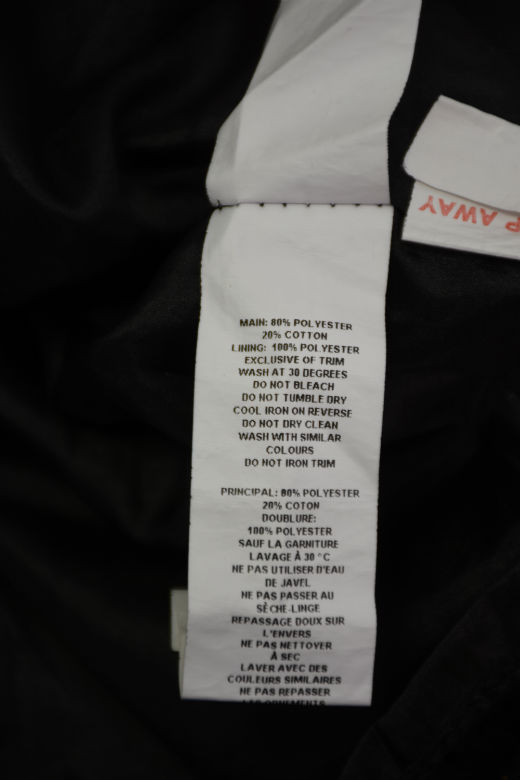 P AWAY
MAIN: 80% POLYESTER
20% COTTON
LINING: 100% POLYESTER
EXCLUSIVE OF TRIM
WASH AT 30 DEGREES
DO NOT BLEACH
DO NOT TUMBLE DRY
COOL IRON ON REVERSE
DO NOT DRY CLEAN
WASH WITH SIMILAR
COLOURS
DO NOT IRON TRIM
PRINCIPAL: 80% POLYESTER
20% COTON
DOUBLURE:
100% POLYESTER
SAUF LA GARNITURE
LAVAGE À 30 °C
NE PAS UTILISER D'EAU
DE JAVEL
NE PAS PASSER AU
SÈCHE-LINGE
REPASSAGE DOUX SUR
L'ENVERS
NE PAS NETTOYER
À SEC
LAVER AVEC DES
COULEURS SIMILAIRES
NE PAS REPASSER
LES ORNEMENTS